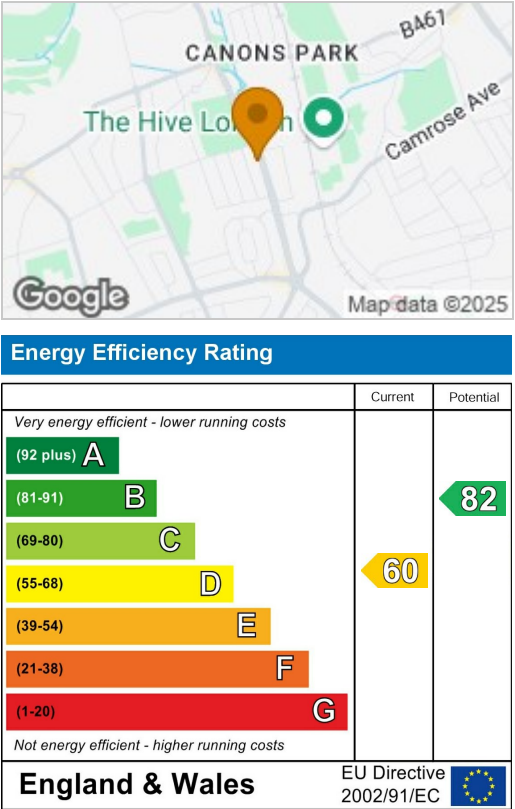 BA61
CANONS PARK
The Hive Lo n
Camrose Ave
Google
Map data ©2025
Energy Efficiency Rating
Current Potential
Very energy efficient - lower running costs
(92 plus) A
(81-91) B
82
(69-80) C
(55-68) D
60
(39-54) E
(21-38) F
(1-20) G
Not energy efficient - higher running costs
England & Wales
EU Directive
2002/91/EC